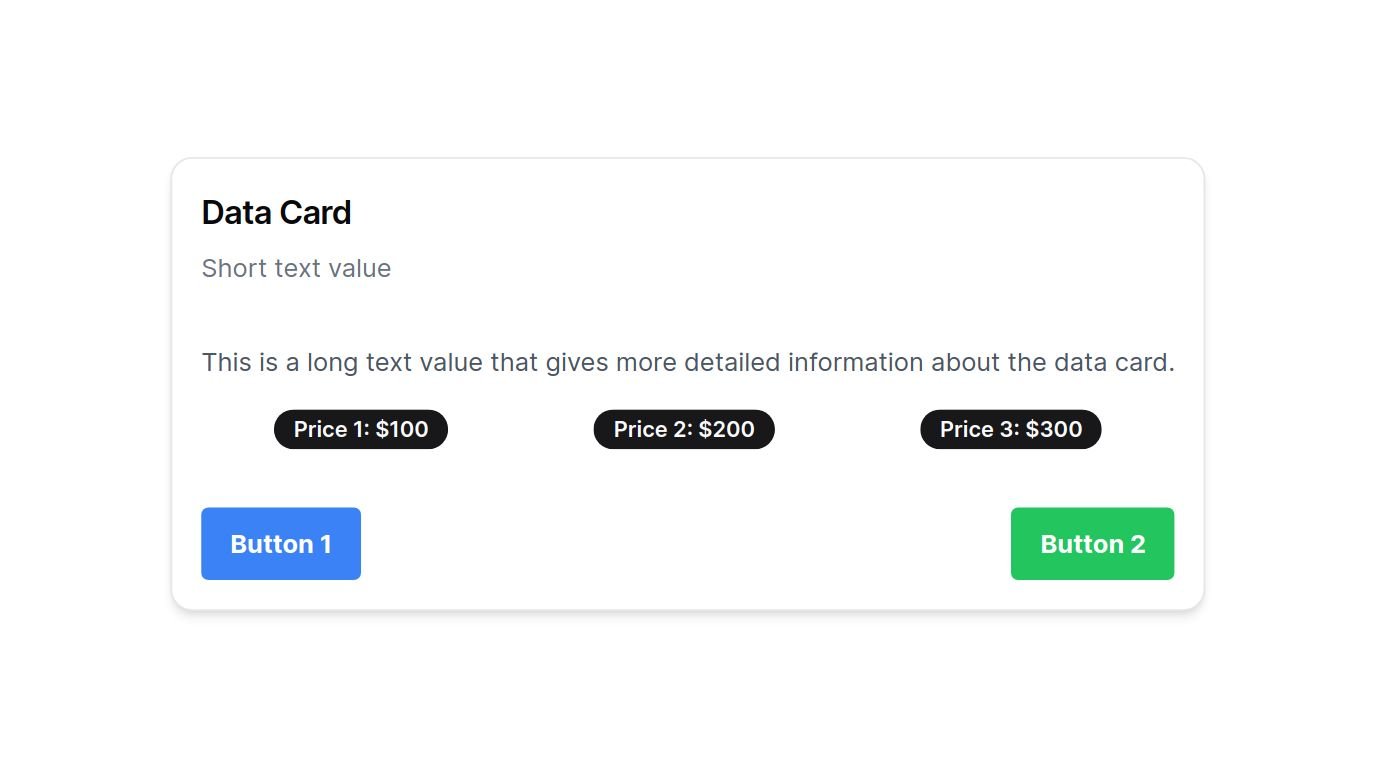 Data Card
Short text value
This is a long text value that gives more detailed information about the data card.
Price 1: $100 Price 2: $200 Price 3: $300
Button 1 Button 2